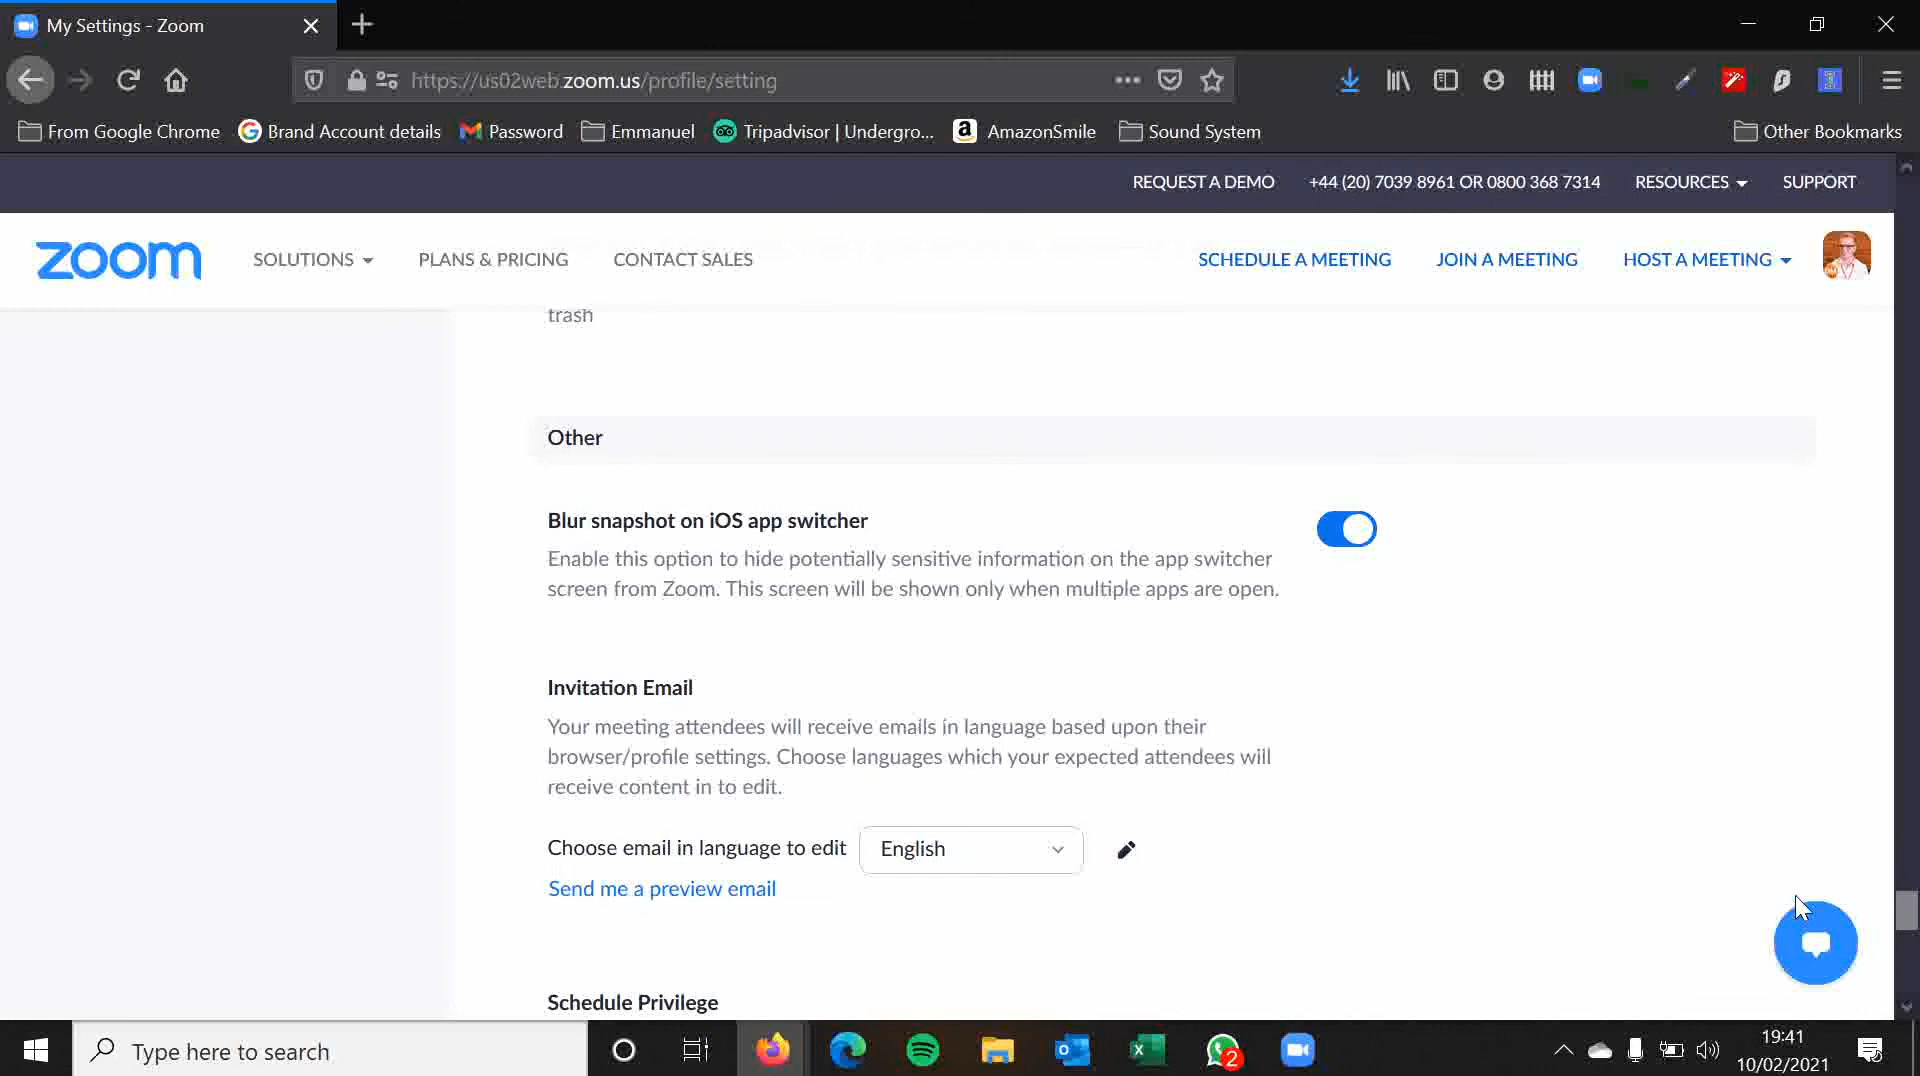 My Settings - Zoom
https://us02web.zoom.us/profile/setting
From Google Chrome
Brand Account details
Password
Emmanuel
Tripadvisor | Undergro...
AmazonSmile
Sound System
Other Bookmarks
REQUEST A DEMO
+44 (20) 7039 8961 OR 0800 368 7314
RESOURCES
SUPPORT
zoom
SOLUTIONS
PLANS & PRICING
CONTACT SALES
SCHEDULE A MEETING
JOIN A MEETING
HOST A MEETING
trash
Other
Blur snapshot on iOS app switcher
Enable this option to hide potentially sensitive information on the app switcher
screen from Zoom. This screen will be shown only when multiple apps are open.
Invitation Email
Your meeting attendees will receive emails in language based upon their
browser/profile settings. Choose languages which your expected attendees will
receive content in to edit.
Choose email in language to edit
English
Send me a preview email
Schedule Privilege
Type here to search
2
19:41
10/02/2021